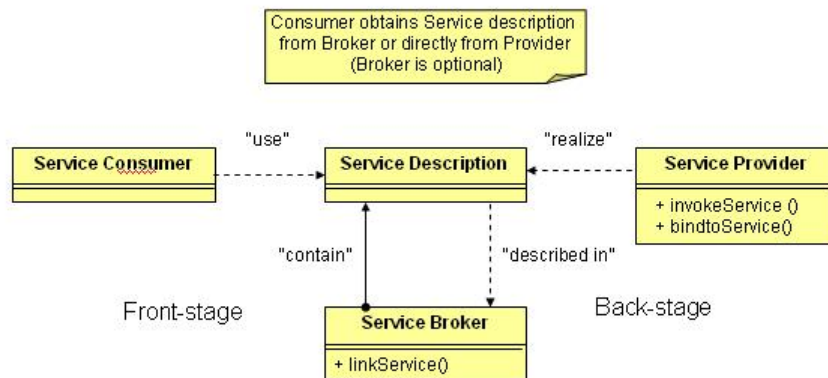 Consumer obtains Service description
from Broker or directly from Provider
(Broker is optional)
"use"
"realize"
Service Consumer
Service Description
Service Provider
+ invokeService ()
+ bindtoService()
"contain"
"described in"
Front-stage
Back-stage
Service Broker
+ linkService()